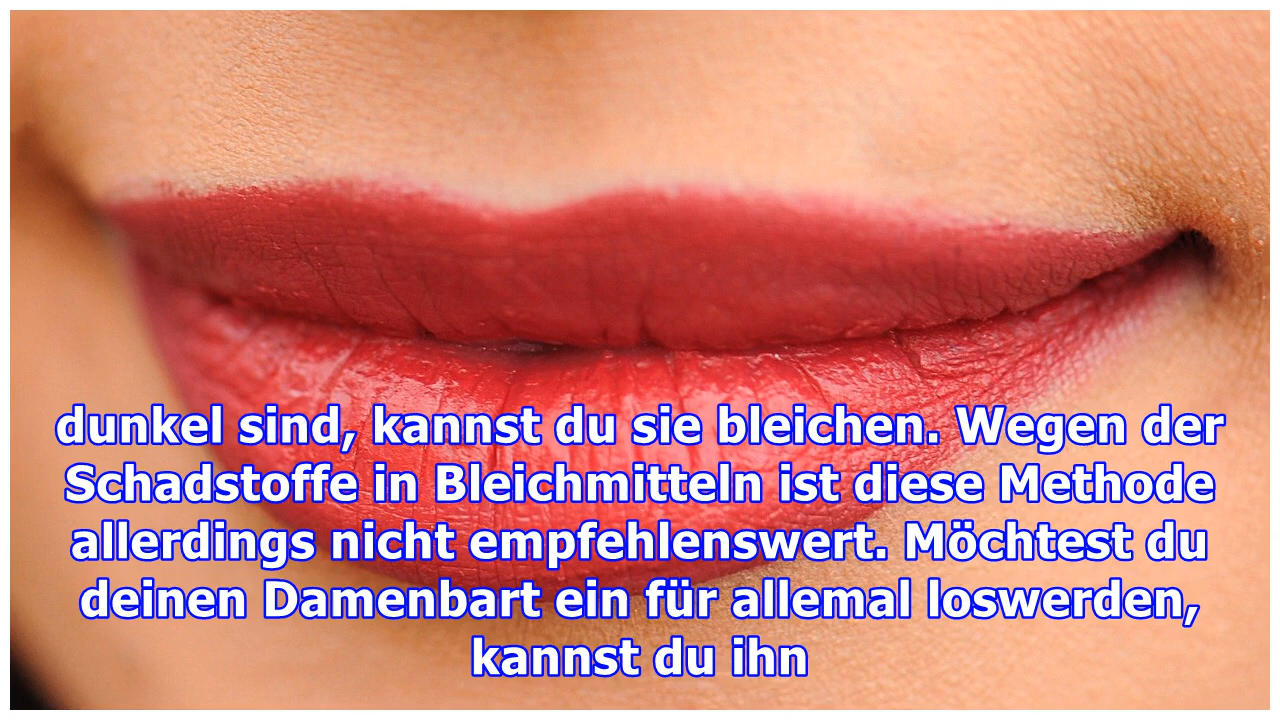 dunkel sind, kannst du sie bleichen. Wegen der
Schadstoffe in Bleichmitteln ist diese Methode
allerdings nicht empfehlenswert. Möchtest du
deinen Damenbart ein für allemal loswerden,
kannst du ihn